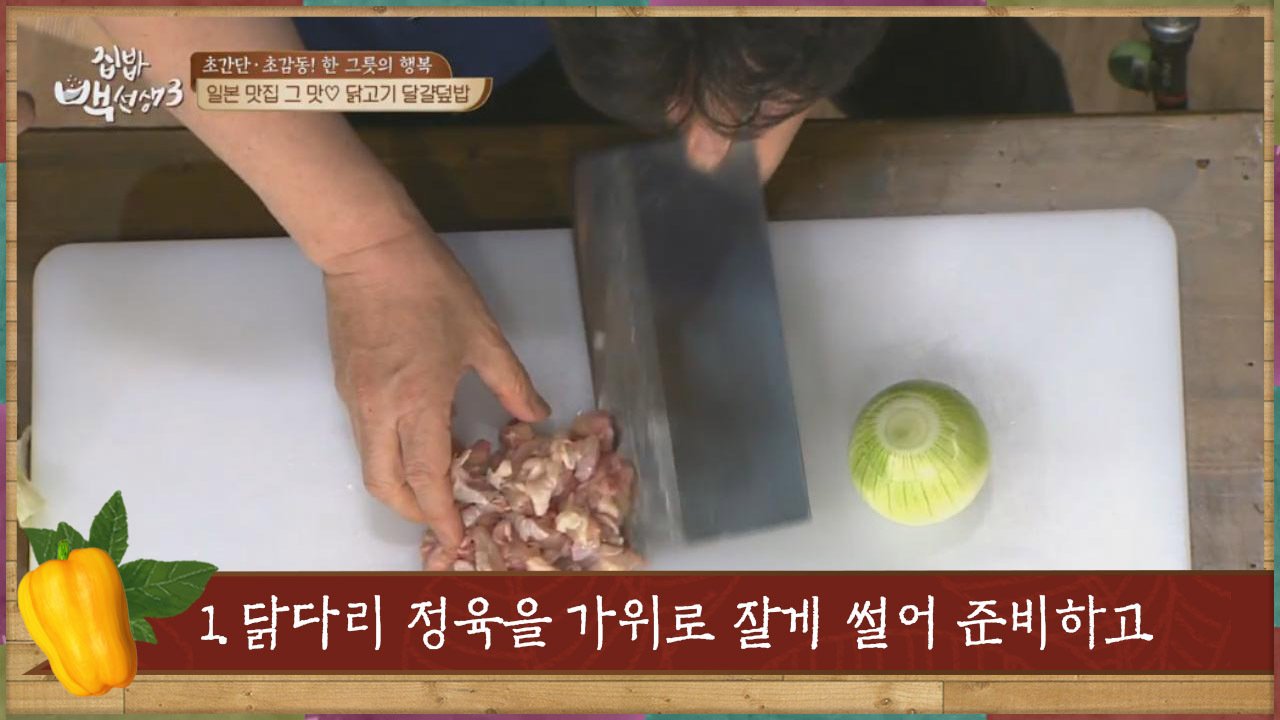 집밥
백선생3
초간단·초감동! 한 그릇의 행복
일본 맛집 그 맛♡ 닭고기 달걀덮밥
1. 닭다리 정육을 가위로 잘게 썰어 준비하고